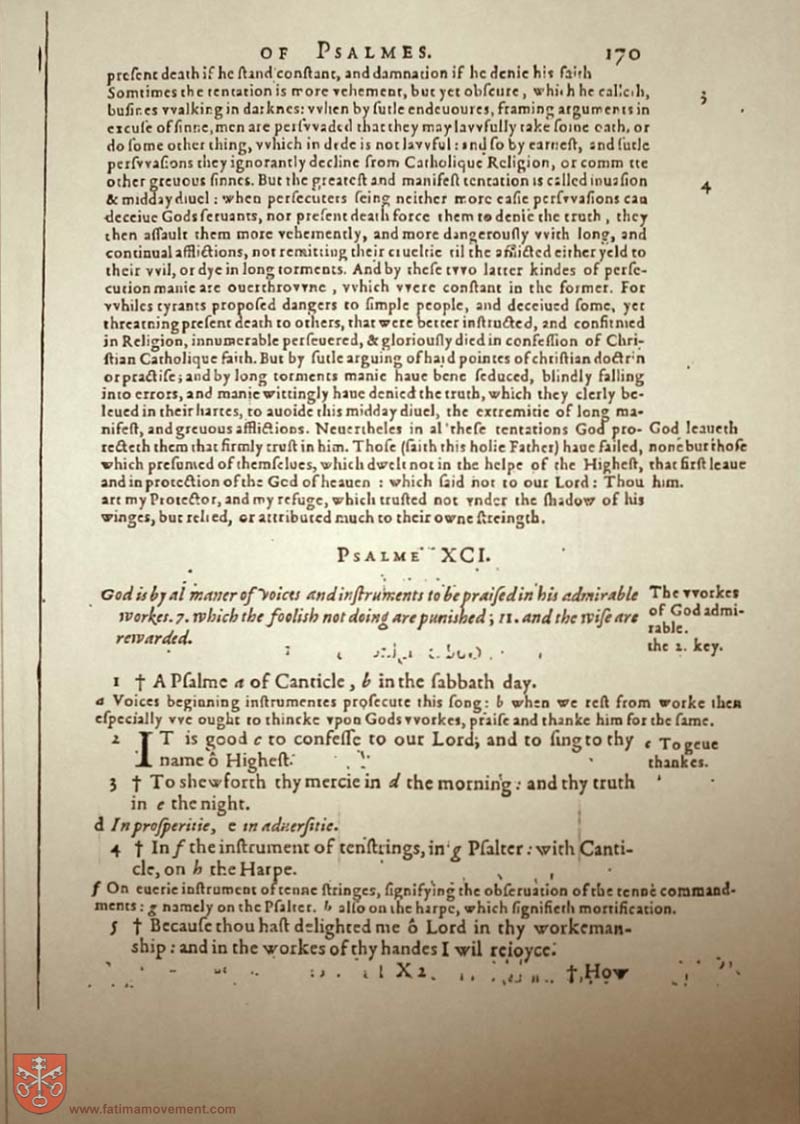 OF PSALMES. 170
preſent death if he ſtand conſtant, and damnation if he denie his faith
Somtimes the tentation is more vehement, but yet obſcure, which he calleth,
buſines vvalking in darknes: vvhen by ſutle endeuoures, framing arguments in
excuſe of ſinne, men are perſvvaded that they may lavvfully take ſome oath, or
do ſome other thing, vvhich in dede is not lavvful: and ſo by earneſt, and ſutle
perſvvaſions they ignorantly decline from Catholique Religion, or comm tte
other greuous ſinnes. But the greateſt and manifeſt tentation is called inuaſion
& midday diuel: when perſecuters ſeing neither more eaſie perſvvaſions can
deceiue Gods ſeruants, nor preſent death force them to denie the truth, they
then aſſault them more vehemently, and more dangerouſly vvith long, and
continual afflictions, not remitting their crueltie til the afflicted either yeld to
their vvil, or dye in long torments. And by theſe tvvo latter kindes of perſe-
cution manie are ouerthrovvne, vvhich vvere conſtant in the former. For
vvhiles tyrants propoſed dangers to ſimple people, and deceiued ſome, yet
threatning preſent death to others, that were better inſtructed, and confirmed
in Religion, innumerable perſeuered, & gloriouſly died in confeſſion of Chri-
ſtian Catholique faith. But by ſutle arguing of hard pointes of chriſtian doctrin
or practiſe; and by long torments manie haue bene ſeduced, blindly falling
into errors, and manie wittingly haue denied the truth, which they clerly be-
leued in their hartes, to auoide this midday diuel, the extremitie of long ma-
nifeſt, and greuous afflictions. Neuertheles in al theſe tentations God pro-
tecteth them that firmly truſt in him. Thoſe (ſaith this holie Father) haue failed,
which preſumed of themſelues, which dwelt not in the helpe of the Higheſt,
and in protection of the God of heauen: which ſaid not to our Lord: Thou
art my Protector, and my refuge, which truſted not vnder the ſhadow of his
winges, but relied, or attributed much to their owne ſtreingth.
3
4
God leaueth
none but thoſe
that firſt leaue
him.
PSALME XCI.
God is by al maner of voices and inſtruments to be praiſed in his admirable
workes. 7. which the fooliſh not doing are puniſhed; 11. and the wiſe are
rewarded.
The vvorkes
of God admi-
rable.
the 2. key.
1 † A Pſalme a of Canticle, b in the ſabbath day.
a Voices beginning inſtrumentes proſecute this ſong: b when we reſt from worke then
eſpecially vve ought to thincke vpon Gods vvorkes, praiſe and thanke him for the ſame.
2 IT is good c to confeſſe to our Lord; and to ſing to thy
name ô Higheſt.
c To geue
thankes.
3 † To shew forth thy mercie in d the morning: and thy truth
in e the night.
d In proſperitie, e in aduerſitie.
4 † In f the inſtrument of ten ſtrings, in g Pſalter: with Canti-
cle, on h the Harpe.
f On euerie inſtrument of tenne ſtringes, ſignifying the obſeruation of the tenne command-
ments: g namely on the Pſalter. h alſo on the harpe, which ſignifieth mortification.
5 † Becauſe thou haſt delighted me ô Lord in thy workeman-
ship: and in the workes of thy handes I wil reioyce.
X2 †, How
www.fatimamovement.com